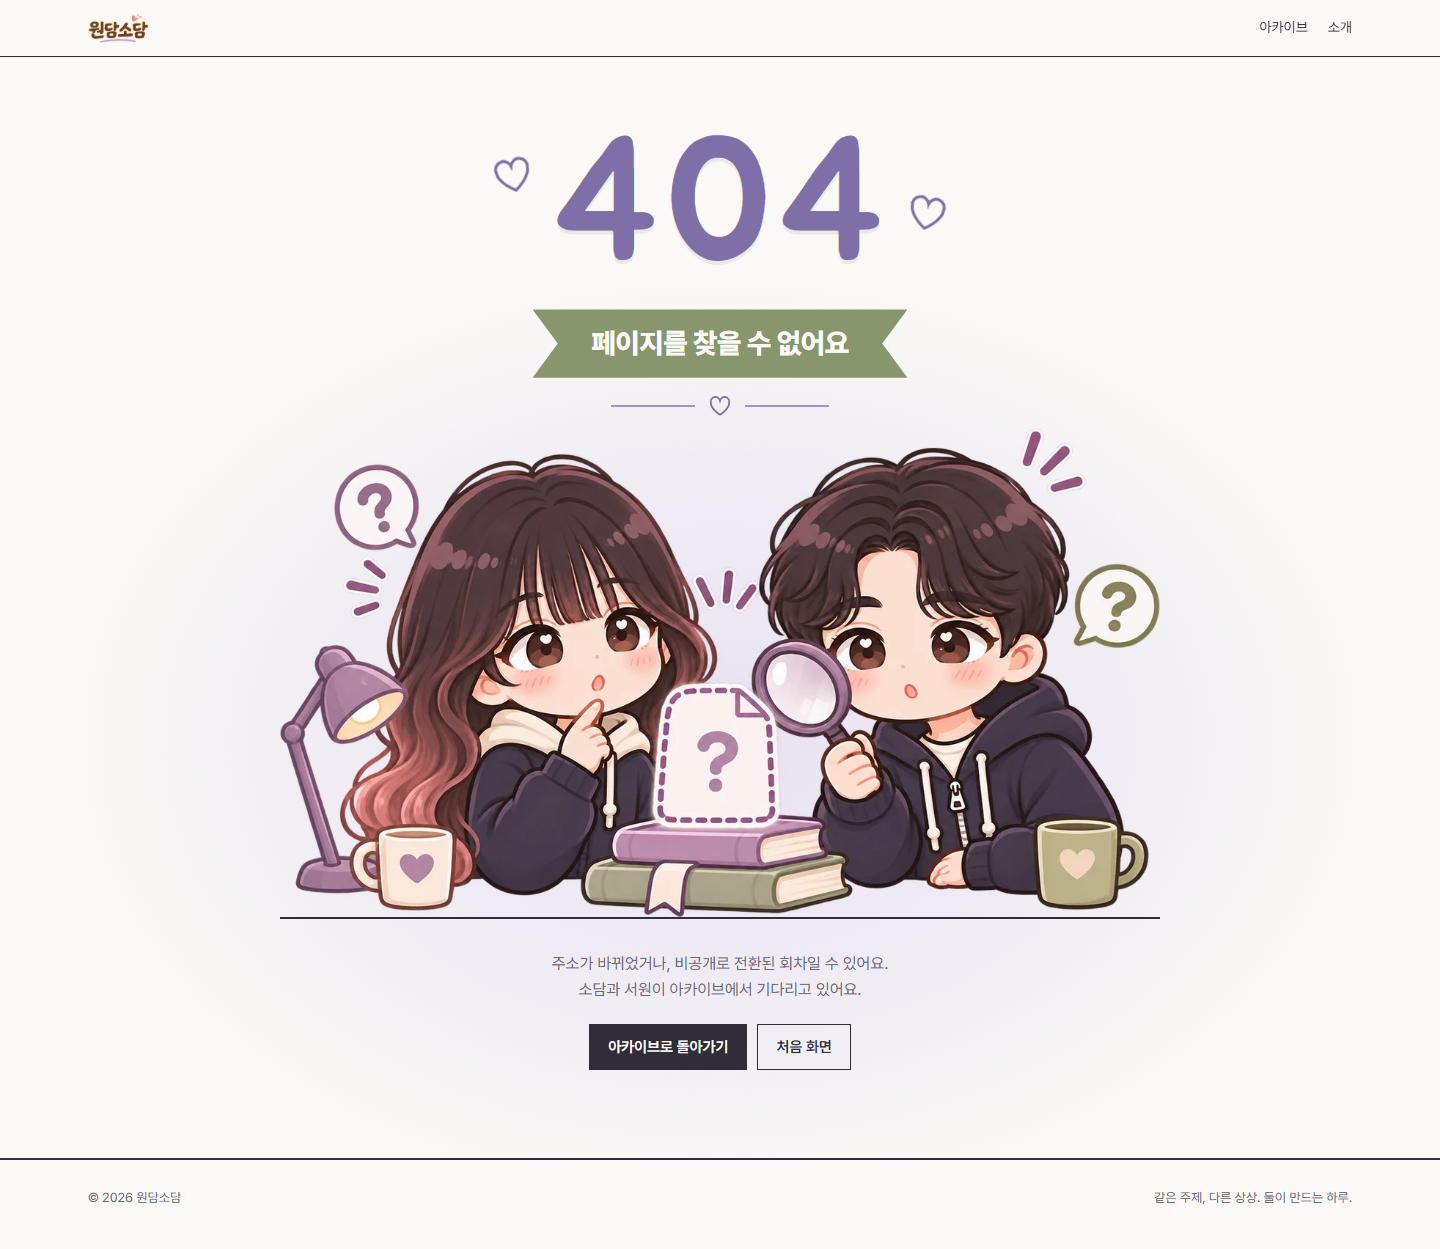 원담소담
아카이브
소개
404
페이지를 찾을 수 없어요
?
?
?
주소가 바뀌었거나, 비공개로 전환된 회차일 수 있어요.
소담과 서원이 아카이브에서 기다리고 있어요.
아카이브로 돌아가기
처음 화면
© 2026 원담소담
같은 주제, 다른 상상. 둘이 만드는 하루.